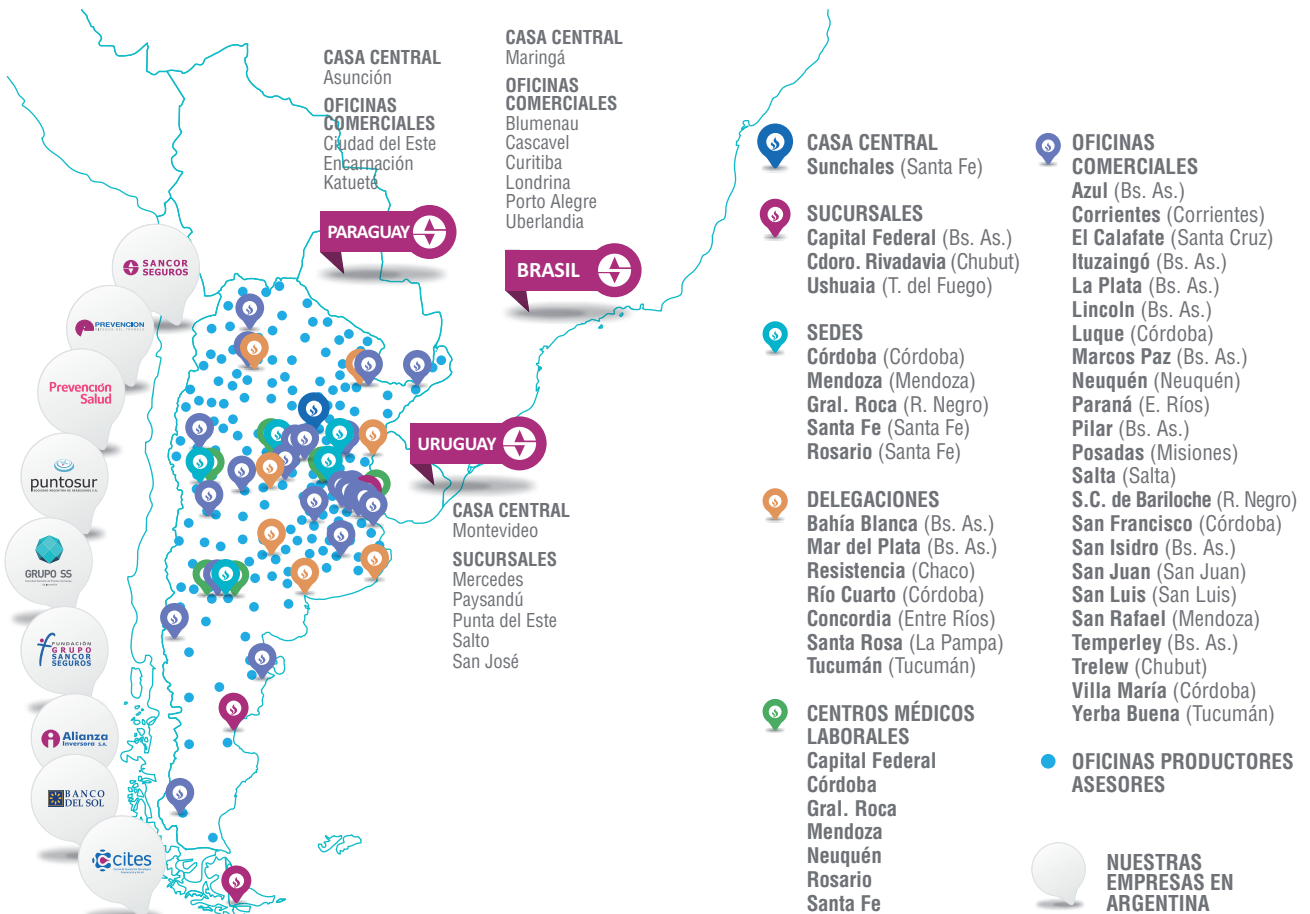 CASA CENTRAL
Asunción
OFICINAS
COMERCIALES
Ciudad del Este
Encarnación
Katueté
PARAGUAY
CASA CENTRAL
Maringá
OFICINAS
COMERCIALES
Blumenau
Cascavel
Curitiba
Londrina
Porto Alegre
Uberlandia
BRASIL
URUGUAY
CASA CENTRAL
Montevideo
SUCURSALES
Mercedes
Paysandú
Punta del Este
Salto
San José
SANCOR
SEGUROS
PREVENCION
Prevención
Salud
puntosur
GRUPO SS
FUNDACIÓN
GRUPO
SANCOR
SEGUROS
Alianza
Inversora S.A.
BANCO
DEL SOL
cites
CASA CENTRAL
Sunchales (Santa Fe)
SUCURSALES
Capital Federal (Bs. As.)
Cdoro. Rivadavia (Chubut)
Ushuaia (T. del Fuego)
SEDES
Córdoba (Córdoba)
Mendoza (Mendoza)
Gral. Roca (R. Negro)
Santa Fe (Santa Fe)
Rosario (Santa Fe)
DELEGACIONES
Bahía Blanca (Bs. As.)
Mar del Plata (Bs. As.)
Resistencia (Chaco)
Río Cuarto (Córdoba)
Concordia (Entre Ríos)
Santa Rosa (La Pampa)
Tucumán (Tucumán)
CENTROS MÉDICOS
LABORALES
Capital Federal
Córdoba
Gral. Roca
Mendoza
Neuquén
Rosario
Santa Fe
OFICINAS
COMERCIALES
Azul (Bs. As.)
Corrientes (Corrientes)
El Calafate (Santa Cruz)
Ituzaingó (Bs. As.)
La Plata (Bs. As.)
Lincoln (Bs. As.)
Luque (Córdoba)
Marcos Paz (Bs. As.)
Neuquén (Neuquén)
Paraná (E. Ríos)
Pilar (Bs. As.)
Posadas (Misiones)
Salta (Salta)
S.C. de Bariloche (R. Negro)
San Francisco (Córdoba)
San Isidro (Bs. As.)
San Juan (San Juan)
San Luis (San Luis)
San Rafael (Mendoza)
Temperley (Bs. As.)
Trelew (Chubut)
Villa María (Córdoba)
Yerba Buena (Tucumán)
OFICINAS PRODUCTORES
ASESORES
NUESTRAS
EMPRESAS EN
ARGENTINA